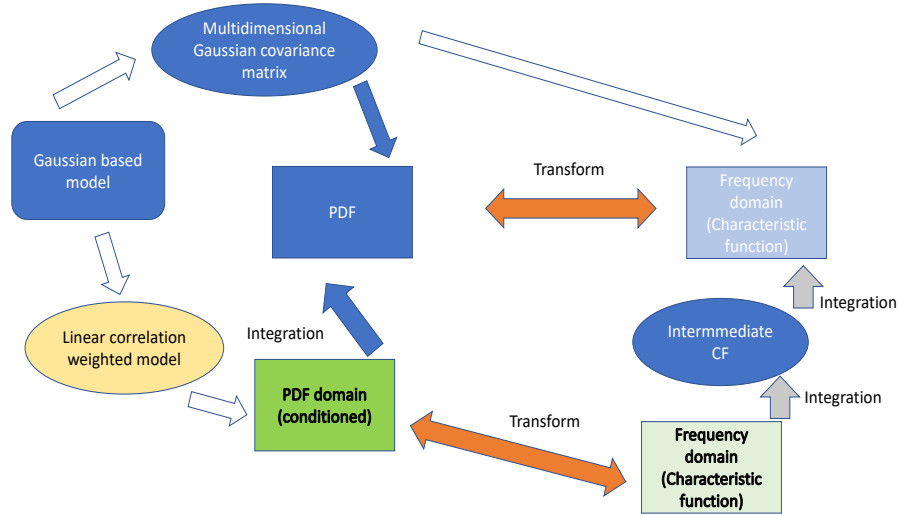 Multidimensional
Gaussian covariance
matrix
Gaussian based
model
Transform
PDF
Frequency
domain
(Characteristic
function)
Integration
Linear correlation
weighted model
Integration
Intermmediate
CF
PDF domain
(conditioned)
Integration
Transform
Frequency
domain
(Characteristic
function)